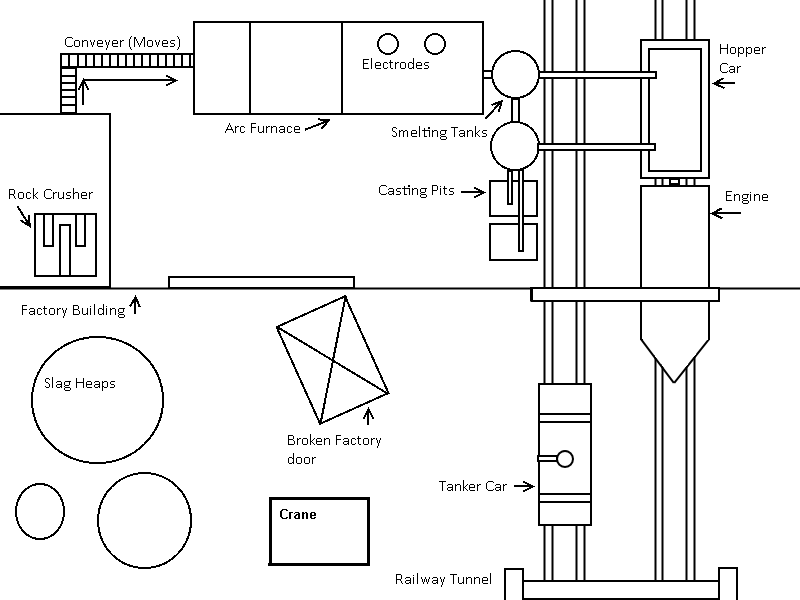 Conveyer (Moves)
Electrodes
Hopper
Car
Arc Furnace
Smelting Tanks
Casting Pits
Rock Crusher
Engine
Factory Building
Slag Heaps
Broken Factory
door
Tanker Car
Crane
Railway Tunnel